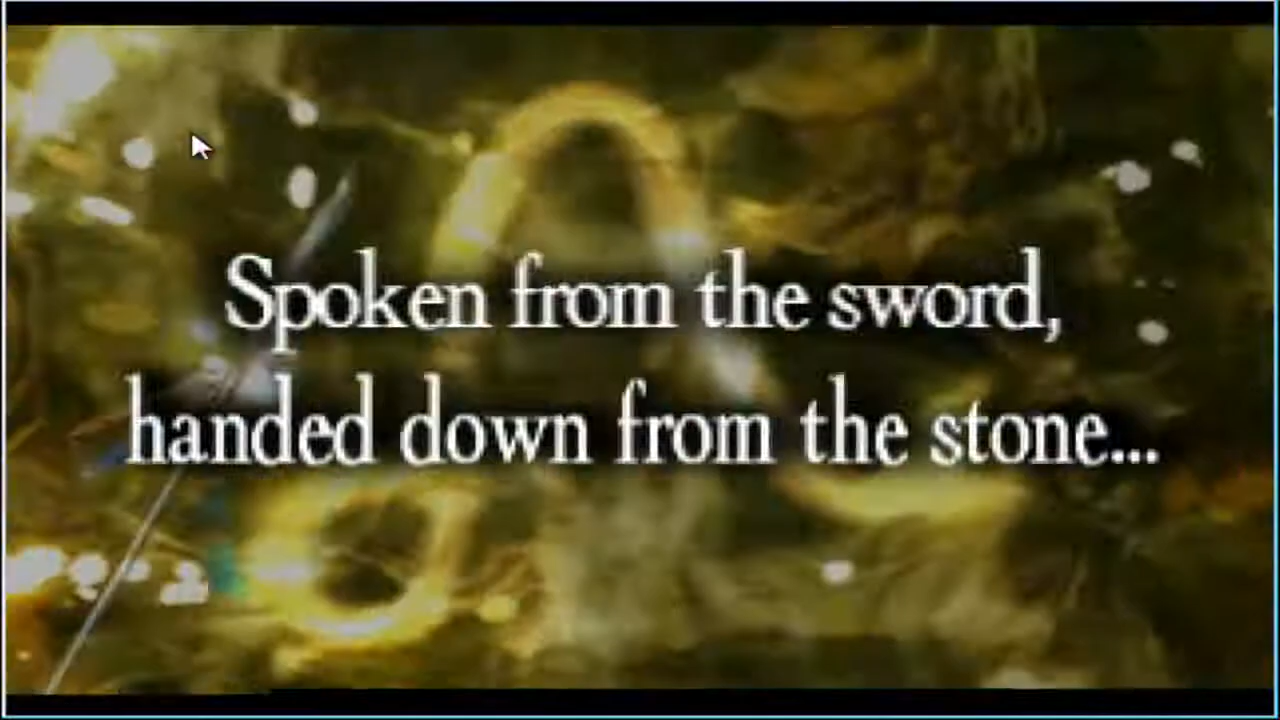 Spoken from the sword,
handed down from the stone...